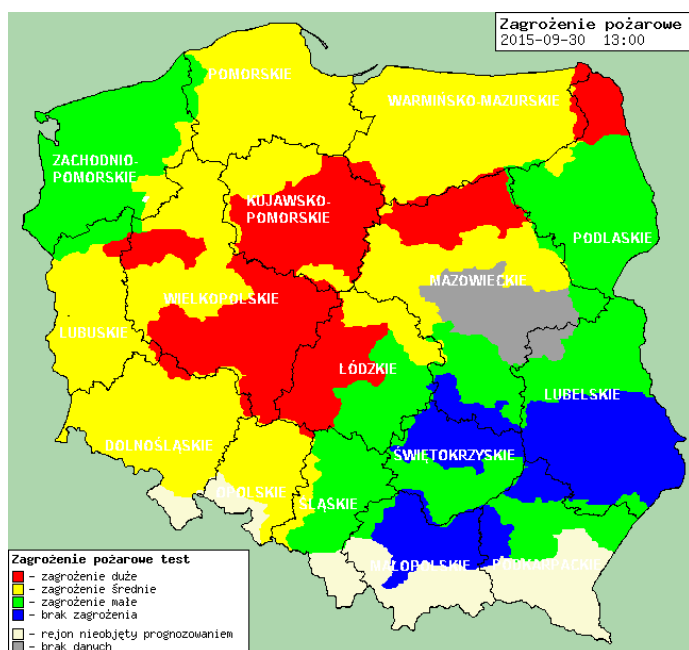 Zagrożenie pożarowe
2015-09-30 13:00
POMORSKIE
WARMIŃSKO-MAZURSKIE
ZACHODNIO-
POMORSKIE
KUJAWSKO-
POMORSKIE
PODLASKIE
MAZOWIECKIE
WIELKOPOLSKIE
LUBUSKIE
ŁÓDZKIE
LUBELSKIE
DOLNOŚLĄSKIE
ŚWIĘTOKRZYSKIE
OPOLSKIE
ŚLĄSKIE
MAŁOPOLSKIE
PODKARPACKIE
Zagrożenie pożarowe test
- zagrożenie duże
- zagrożenie średnie
- zagrożenie małe
- brak zagrożenia
- rejon nieobjęty prognozowaniem
- brak danych